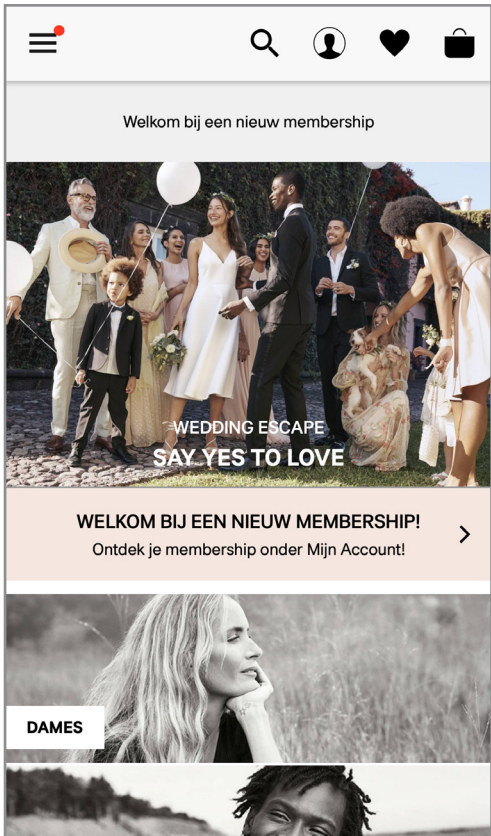 Welkom bij een nieuw membership
WEDDING ESCAPE
SAY YES TO LOVE
WELKOM BIJ EEN NIEUW MEMBERSHIP!
Ontdek je membership onder Mijn Account!
DAMES